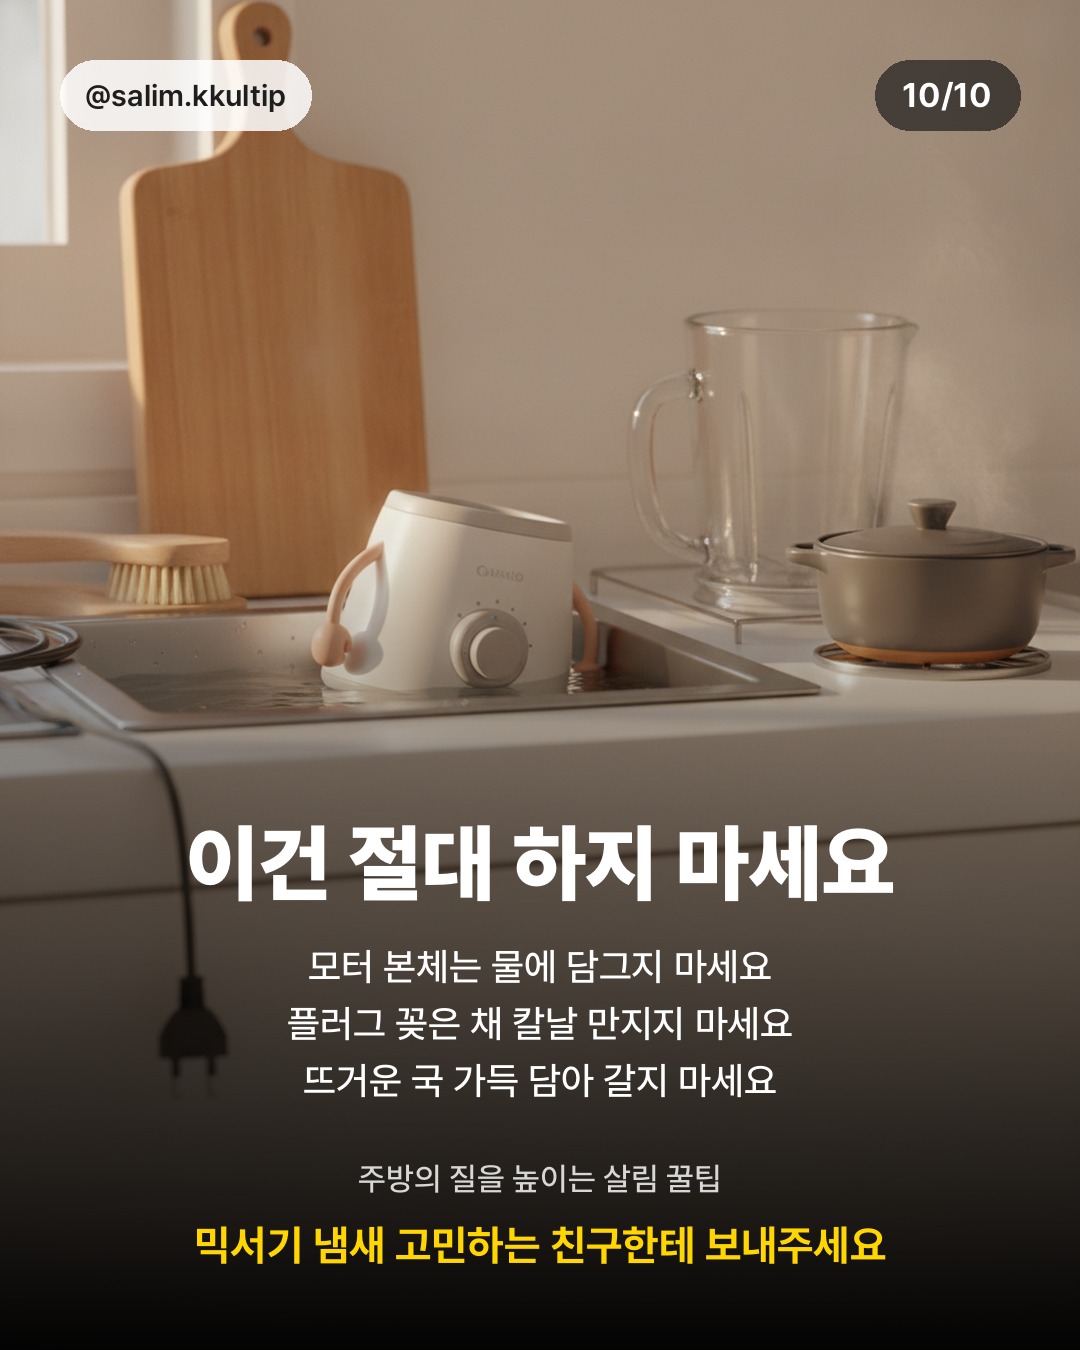 @salim.kkultip
10/10
이건 절대 하지 마세요
모터 본체는 물에 담그지 마세요
플러그 꽂은 채 칼날 만지지 마세요
뜨거운 국 가득 담아 갈지 마세요
주방의 질을 높이는 살림 꿀팁
믹서기 냄새 고민하는 친구한테 보내주세요